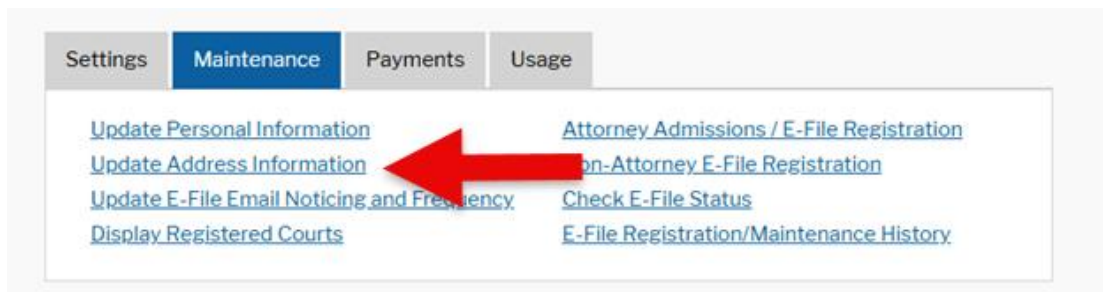 Settings
Maintenance
Payments
Usage
Update Personal Information
Update Address Information
Update E-File Email Noticing and Frequency
Display Registered Courts
Attorney Admissions / E-File Registration
Non-Attorney E-File Registration
Check E-File Status
E-File Registration/Maintenance History